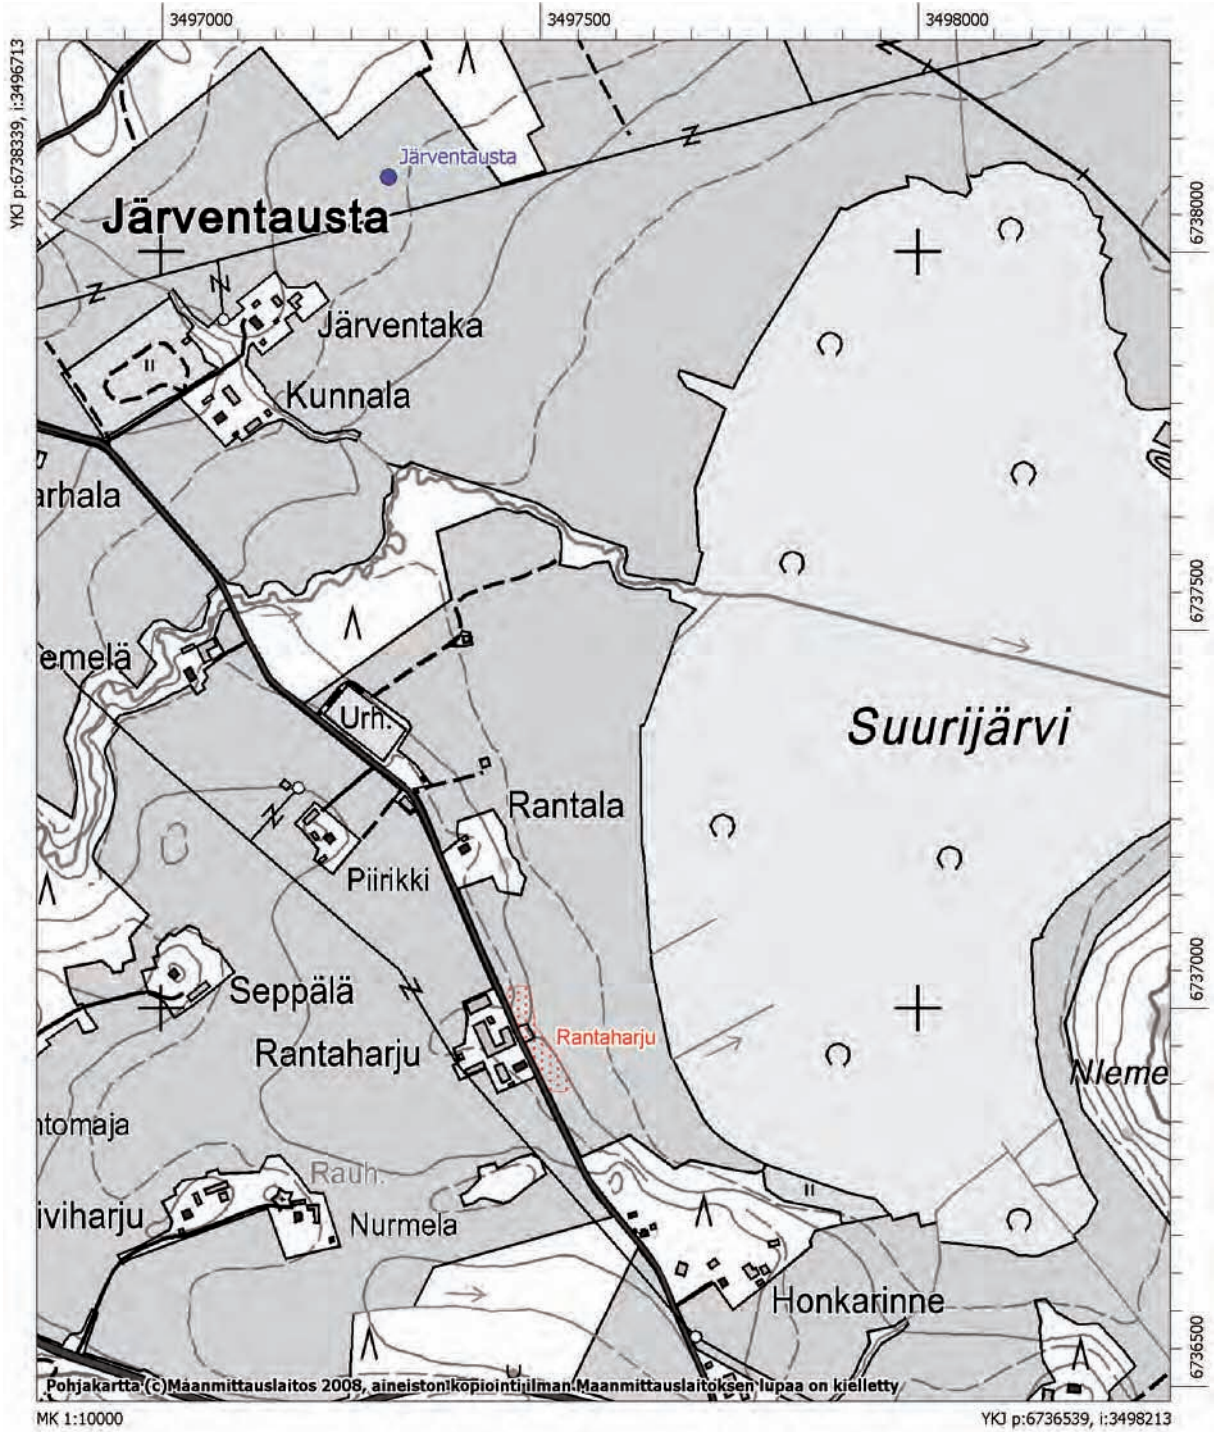 3497000
3497500
3498000
YKJ p:6738339, i:3496713
Järventausta
Järventausta
6738000
Järventaka
Kunnala
arhala
6737500
emelä
Urh.
Suurijärvi
Rantala
Piirikki
6737000
Seppälä
Rantaharju
Rantaharju
Nieme
ntomaja
Rauh.
iviharju
Nurmela
Honkarinne
6736500
Pohjakartta (c)Maanmittauslaitos 2008, aineiston kopiointi ilman Maanmittauslaitoksen lupaa on kielletty
MK 1:10000
YKJ p:6736539, i:3498213